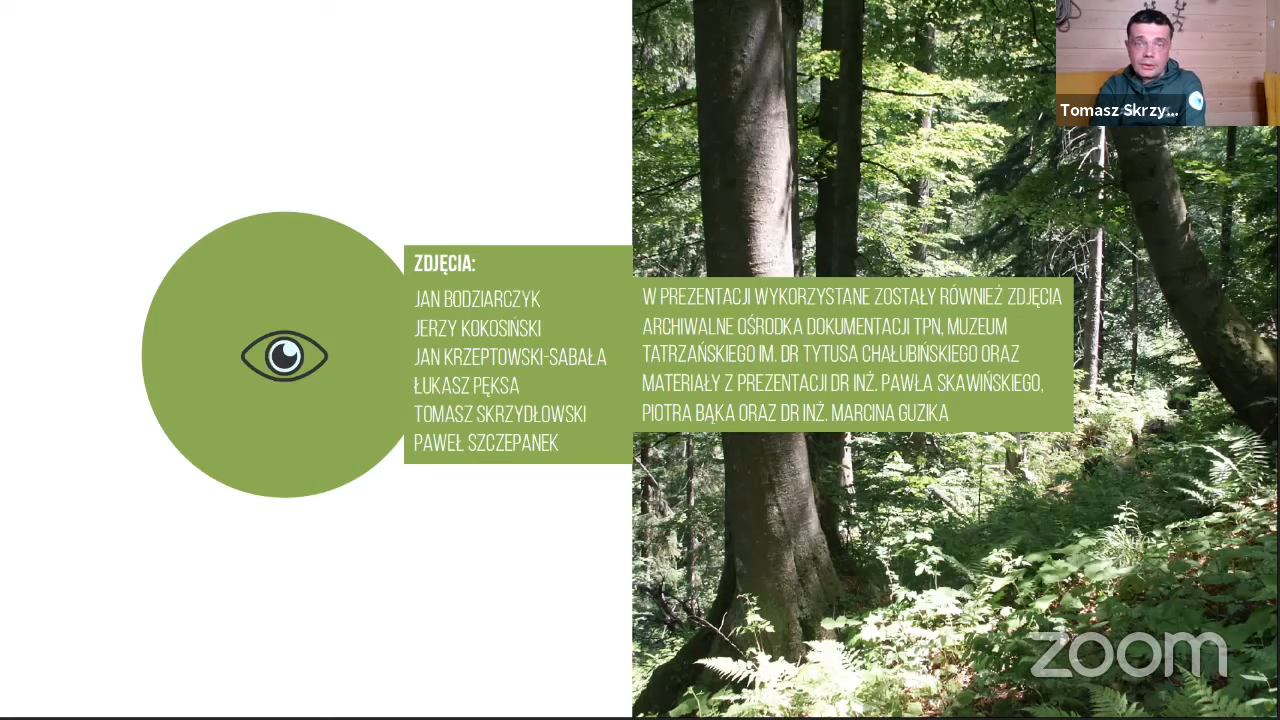 Tomasz Skrzy...
ZDJĘCIA:
JAN BODZIARCZYK
JERZY KOKOSIŃSKI
JAN KRZEPTOWSKI-SABAŁA
ŁUKASZ PĘKSA
TOMASZ SKRZYDŁOWSKI
PAWEŁ SZCZEPANEK
W PREZENTACJI WYKORZYSTANE ZOSTAŁY RÓWNIEŻ ZDJĘCIA
ARCHIWALNE OŚRODKA DOKUMENTACJI TPN, MUZEUM
TATRZAŃSKIEGO IM. DR TYTUSA CHAŁUBIŃSKIEGO ORAZ
MATERIAŁY Z PREZENTACJI DR INŻ. PAWŁA SKAWIŃSKIEGO,
PIOTRA BĄKA ORAZ DR INŻ. MARCINA GUZIKA
zoom